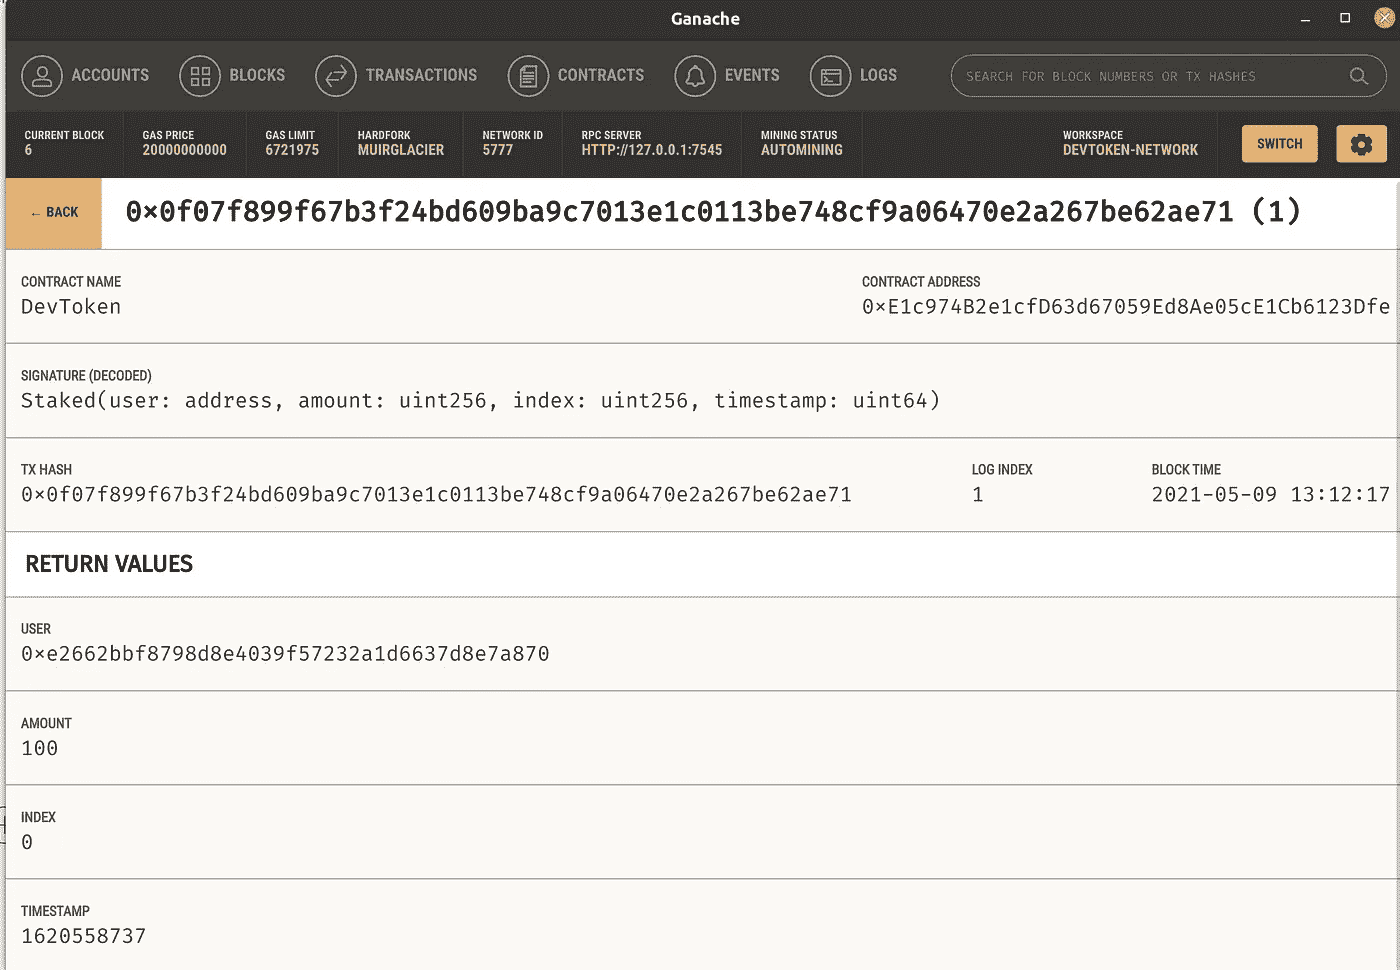 Ganache
ACCOUNTS BLOCKS TRANSACTIONS CONTRACTS EVENTS LOGS SEARCH FOR BLOCK NUMBERS OR TX HASHES
CURRENT BLOCK GAS PRICE GAS LIMIT HARDFORK NETWORK ID RPC SERVER MINING STATUS WORKSPACE
6 20000000000 6721975 MUIRGLACIER 5777 HTTP://127.0.0.1:7545 AUTOMINING DEVTOKEN-NETWORK SWITCH
← BACK 0x0f07f899f67b3f24bd609ba9c7013e1c0113be748cf9a06470e2a267be62ae71 (1)
CONTRACT NAME CONTRACT ADDRESS
DevToken 0xE1c974B2e1cfD63d67059Ed8Ae05cE1Cb6123Dfe
SIGNATURE (DECODED)
Staked(user: address, amount: uint256, index: uint256, timestamp: uint64)
TX HASH LOG INDEX BLOCK TIME
0x0f07f899f67b3f24bd609ba9c7013e1c0113be748cf9a06470e2a267be62ae71 1 2021-05-09 13:12:17
RETURN VALUES
USER
0xe2662bbf8798d8e4039f57232a1d6637d8e7a870
AMOUNT
100
INDEX
0
TIMESTAMP
1620558737